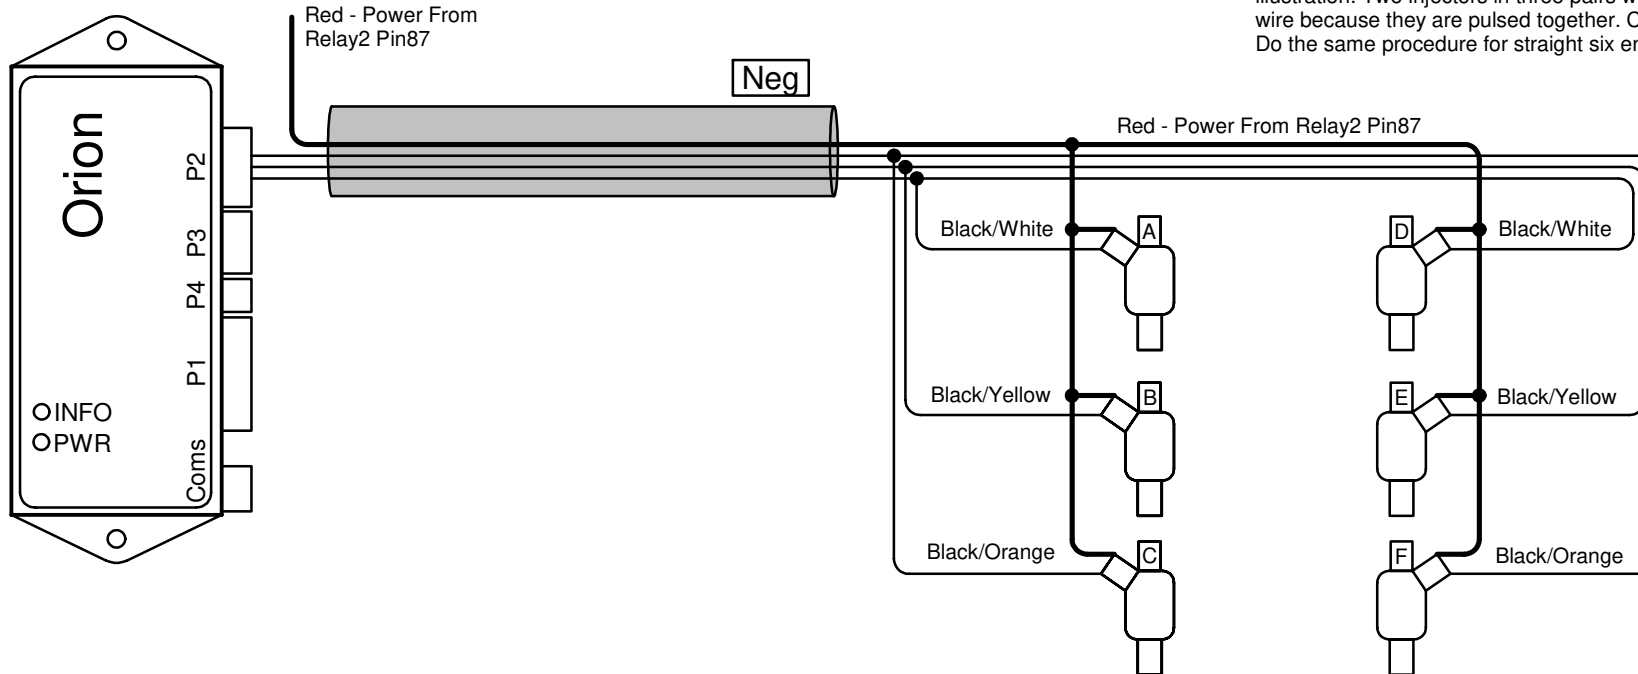 Red - Power From
Relay2 Pin87
illustration. Two injectors in three pairs
wire because they are pulsed together.
Do the same procedure for straight six
Neg
Red - Power From Relay2 Pin87
Orion
P2
P3
P4
P1
Coms
INFO
PWR
Black/White
A
D
Black/White
Black/Yellow
B
E
Black/Yellow
Black/Orange
C
F
Black/Orange